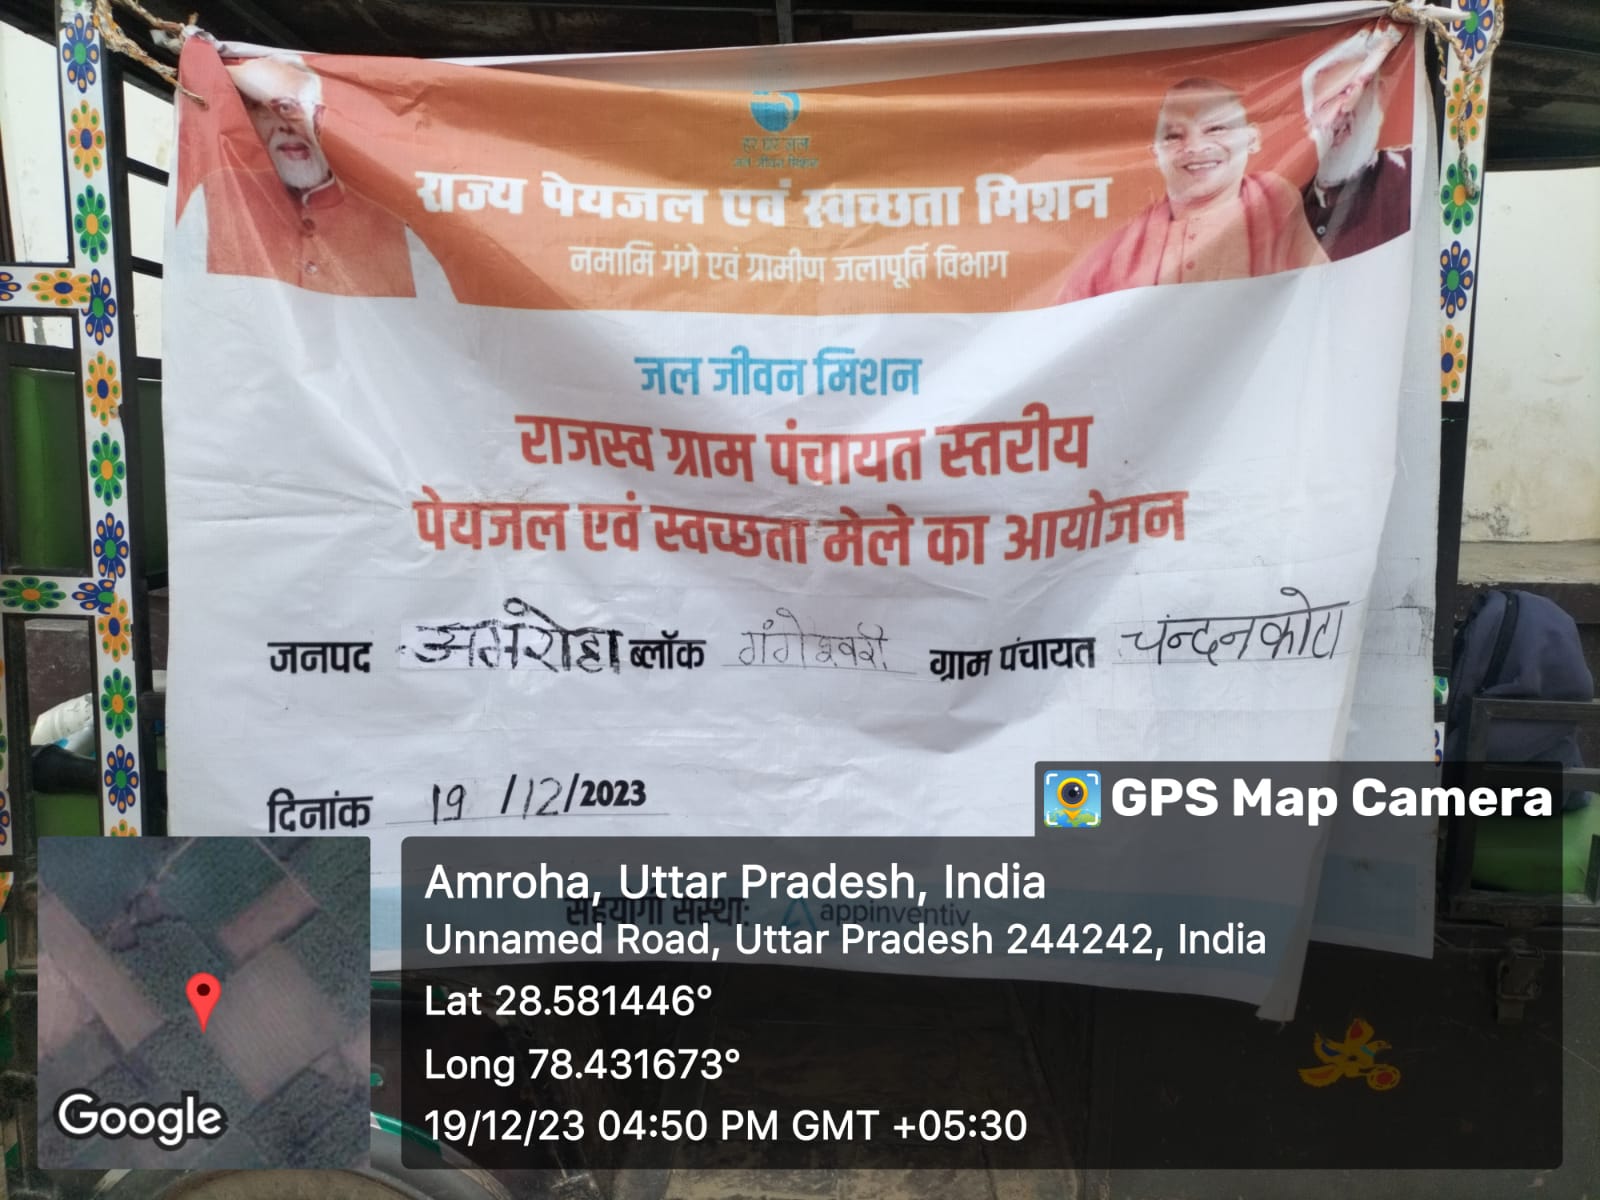 हर घर जल
जल जीवन मिशन
राज्य पेयजल एवं स्वच्छता मिशन
नमामि गंगे एवं ग्रामीण जलापूर्ति विभाग
जल जीवन मिशन
राजस्व ग्राम पंचायत स्तरीय
पेयजल एवं स्वच्छता मेले का आयोजन
जनपद अमरोहा ब्लॉक गंगेश्वरी ग्राम पंचायत चन्दनकोटा
दिनांक 19/12/2023
सहयोगी संस्था: appinventiv
GPS Map Camera
Amroha, Uttar Pradesh, India
Unnamed Road, Uttar Pradesh 244242, India
Lat 28.581446°
Long 78.431673°
19/12/23 04:50 PM GMT +05:30
Google